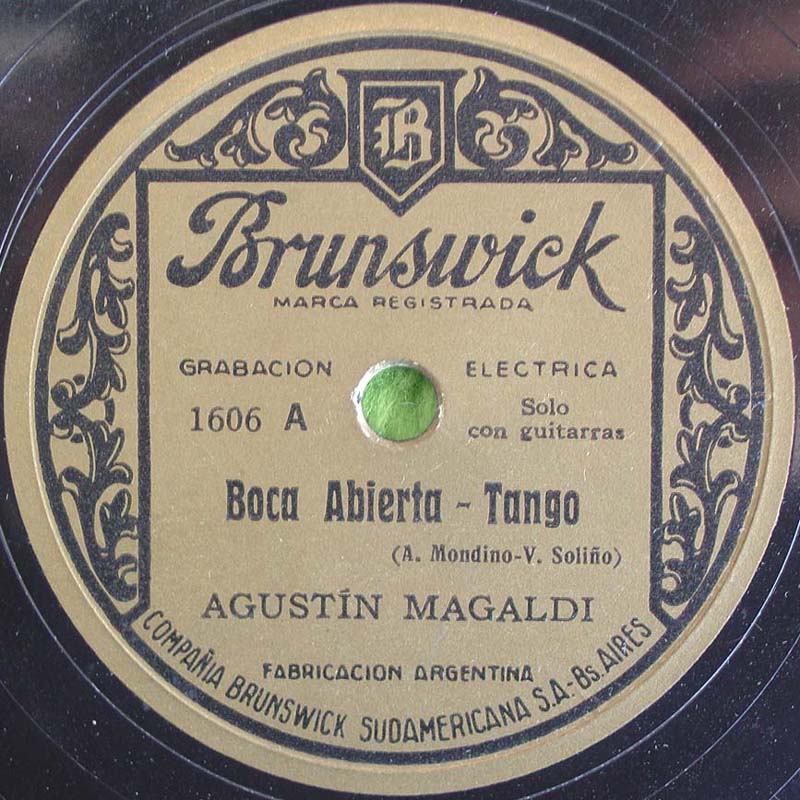 B
Brunswick
MARCA REGISTRADA
GRABACION ELECTRICA
1606 A
Solo
con guitarras
Boca Abierta - Tango
(A. Mondino-V. Soliño)
AGUSTÍN MAGALDI
FABRICACION ARGENTINA
COMPAÑIA BRUNSWICK SUDAMERICANA S.A-Bs.AIRES